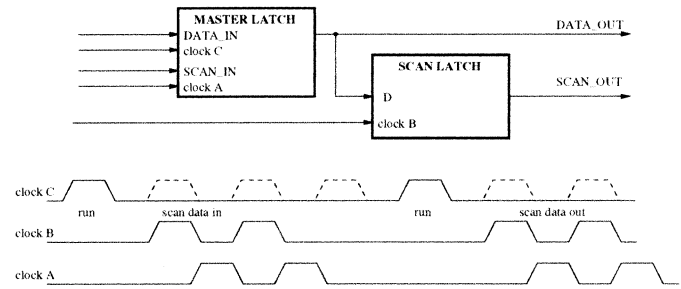 MASTER LATCH
DATA_IN
clock C
SCAN_IN
clock A
DATA_OUT
SCAN LATCH
D
clock B
SCAN_OUT
clock C
run
scan data in
run
scan data out
clock B
clock A